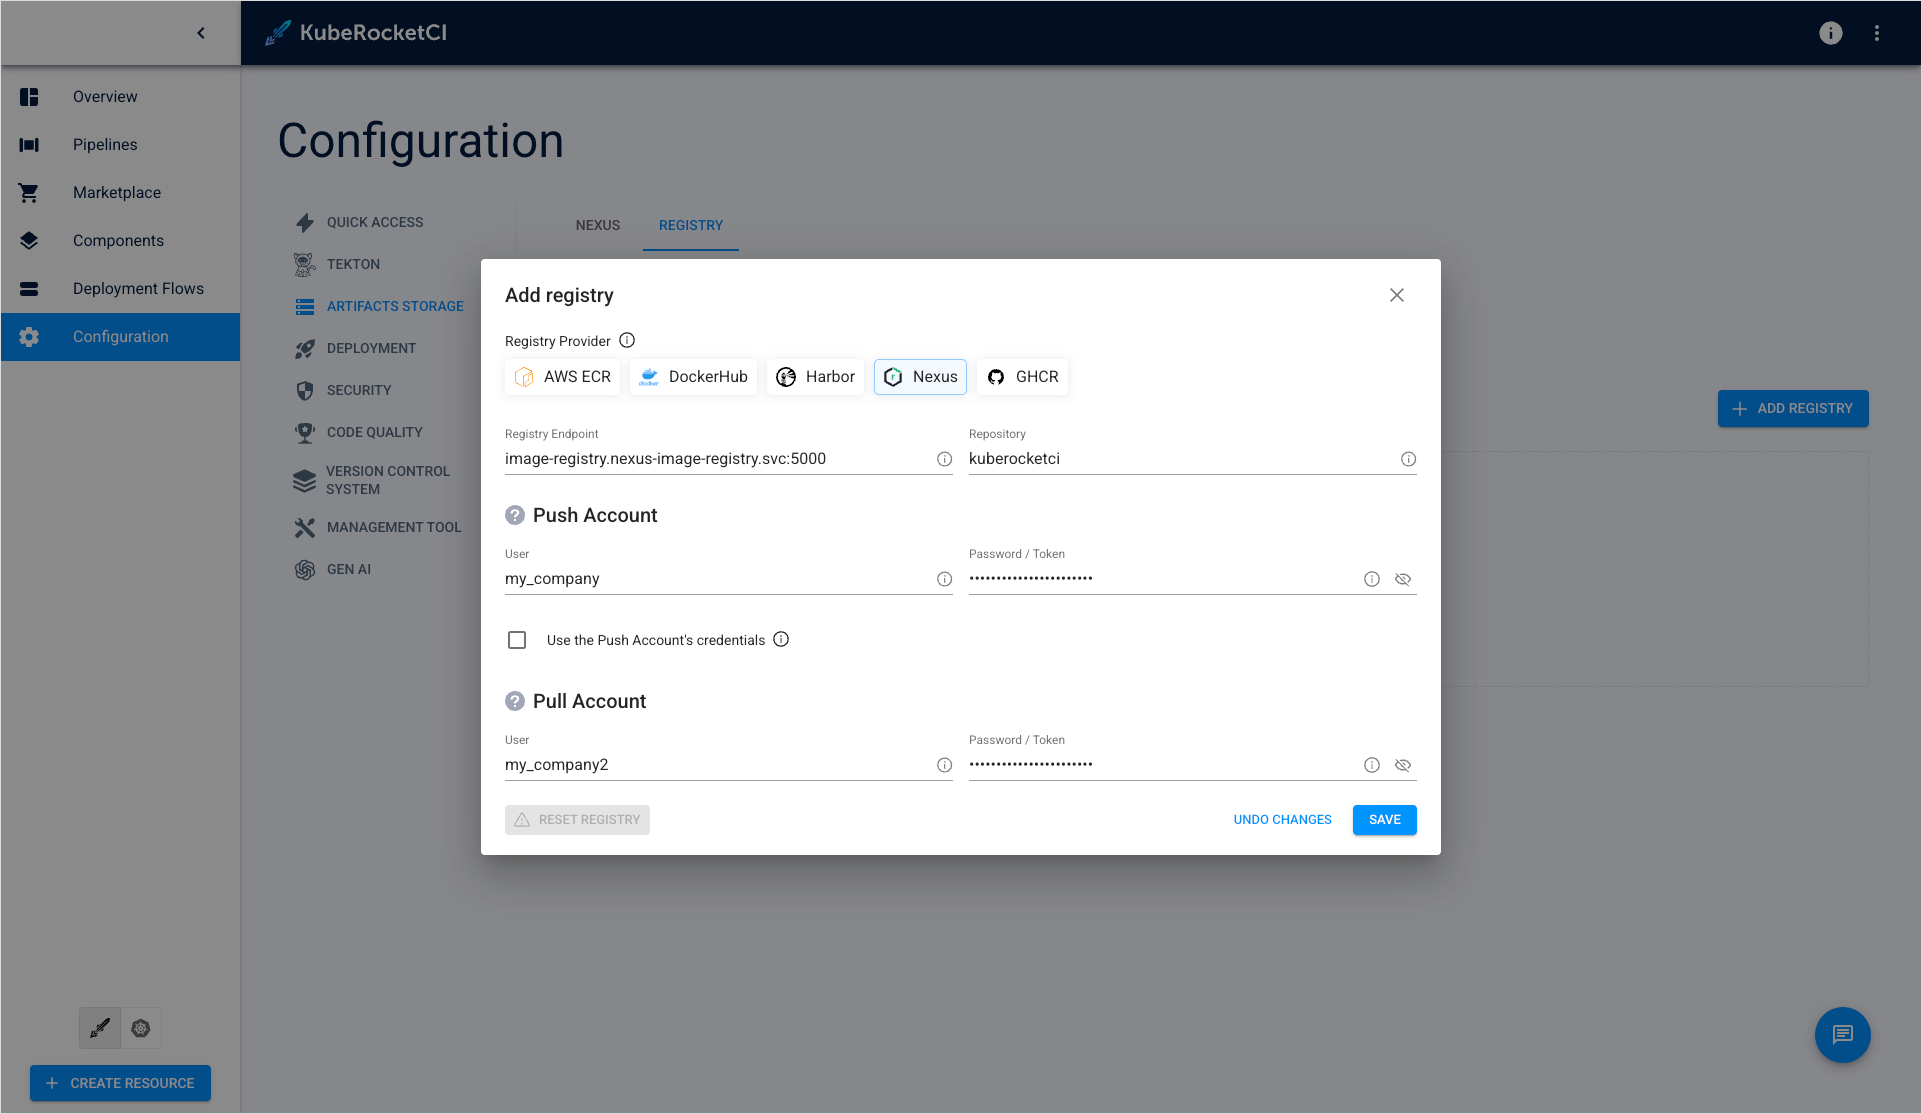 KubeRocketCI
Overview
Pipelines
Marketplace
Components
Deployment Flows
Configuration
CREATE RESOURCE
Configuration
QUICK ACCESS
TEKTON
ARTIFACTS STORAGE
DEPLOYMENT
SECURITY
CODE QUALITY
VERSION CONTROL
SYSTEM
MANAGEMENT TOOL
GEN AI
NEXUS
REGISTRY
ADD REGISTRY
Add registry
Registry Provider
AWS ECR
docker
DockerHub
Harbor
Nexus
GHCR
Registry Endpoint
image-registry.nexus-image-registry.svc:5000
Repository
kuberocketci
Push Account
User
my_company
Password / Token
•••••••••••••••••••••••
Use the Push Account's credentials
Pull Account
User
my_company2
Password / Token
•••••••••••••••••••••••
RESET REGISTRY
UNDO CHANGES
SAVE